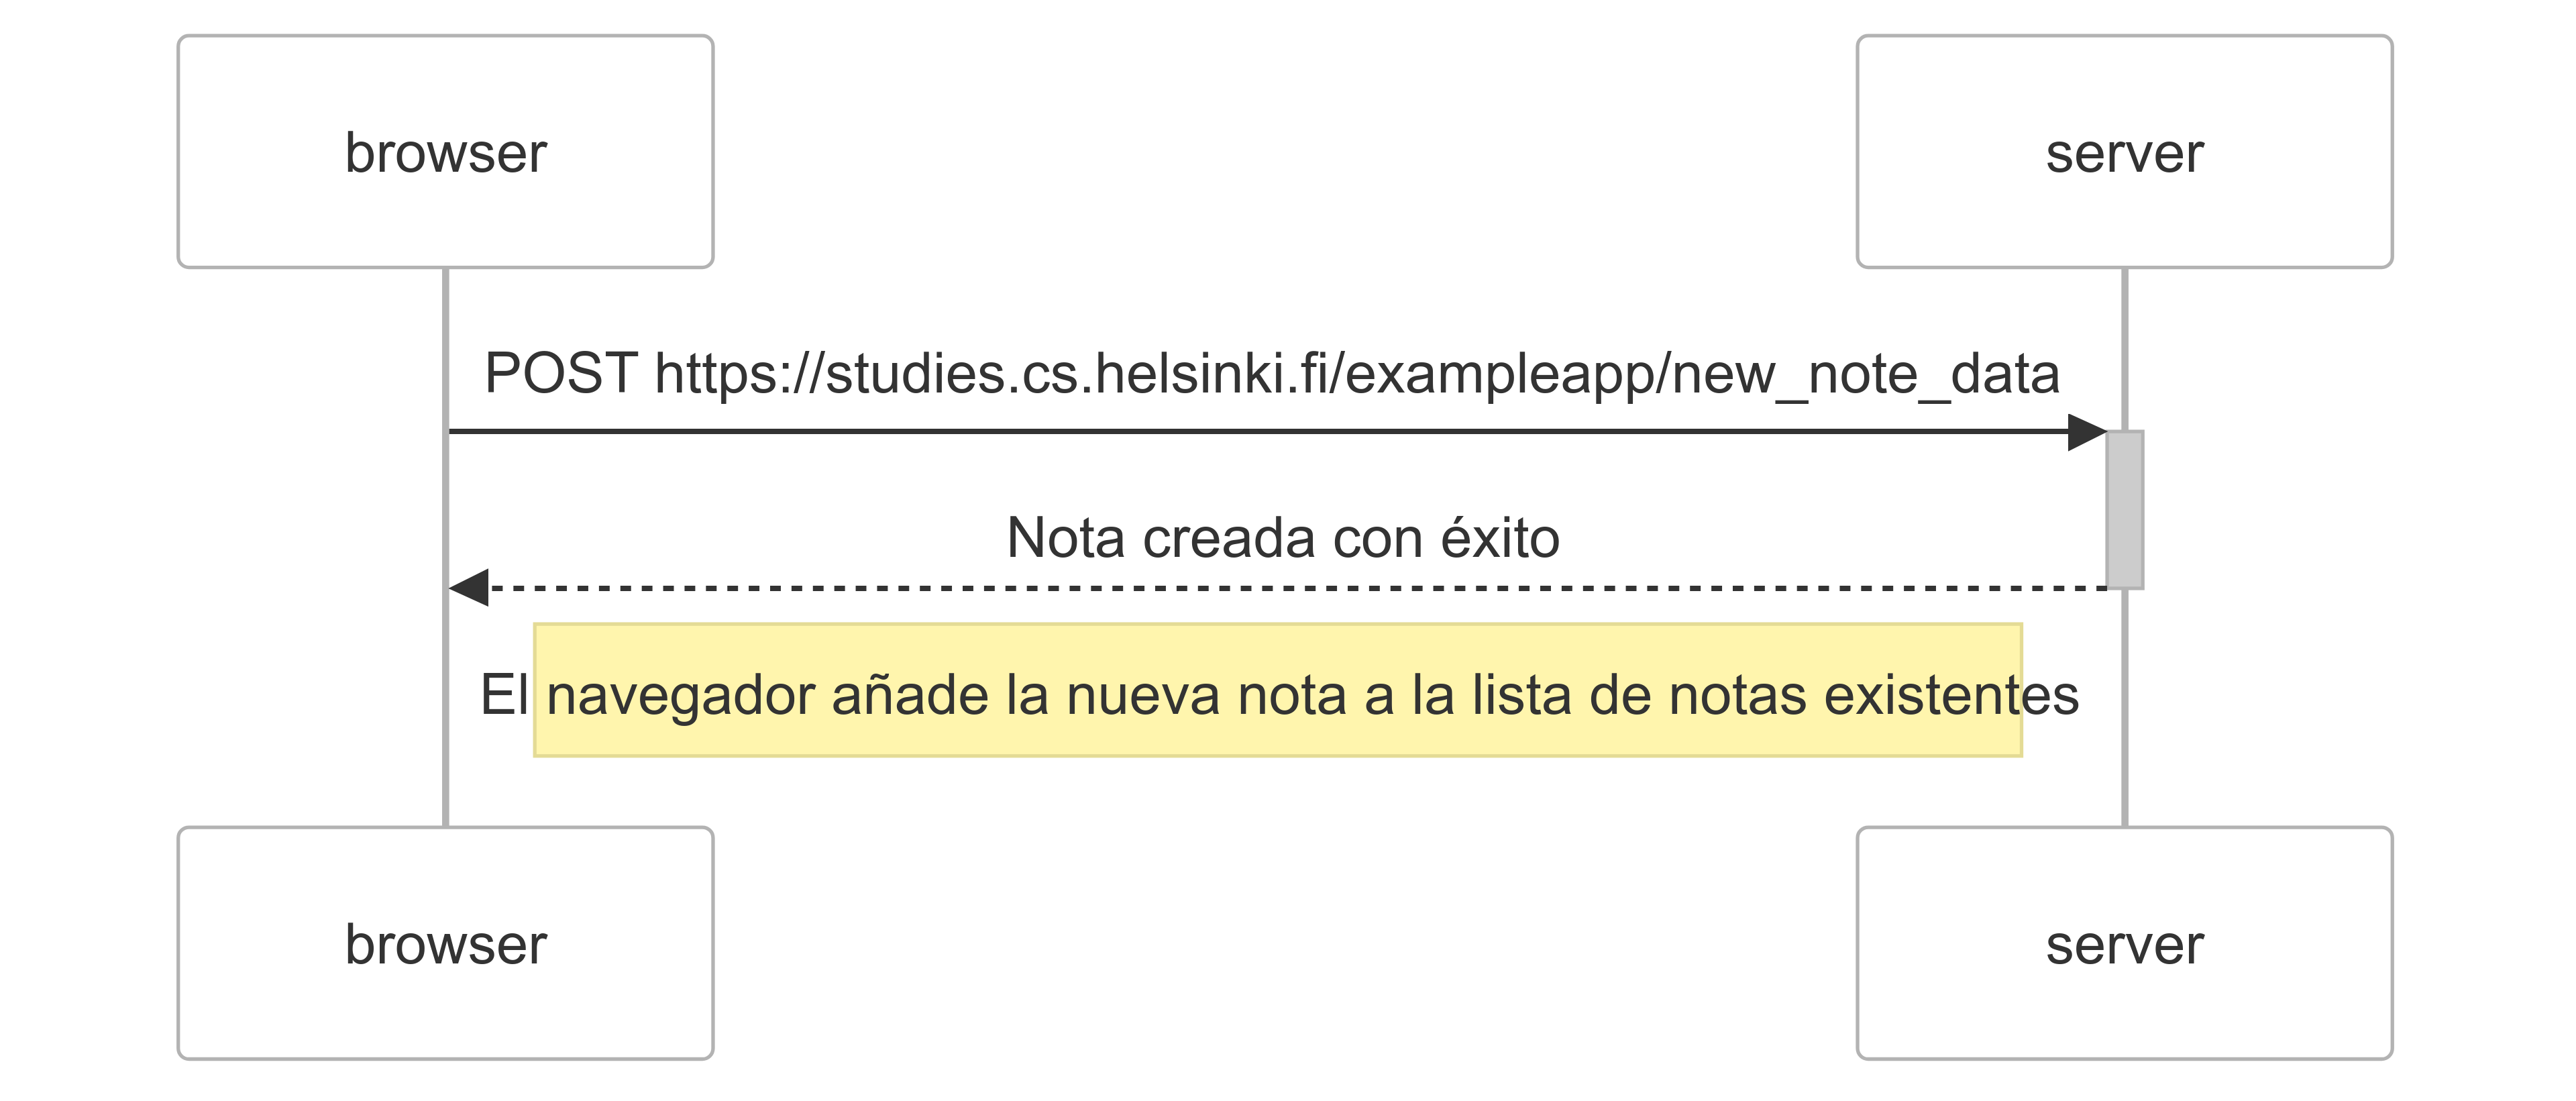 browser
server
POST https://studies.cs.helsinki.fi/exampleapp/new_note_data
Nota creada con éxito
El navegador añade la nueva nota a la lista de notas existentes
browser
server